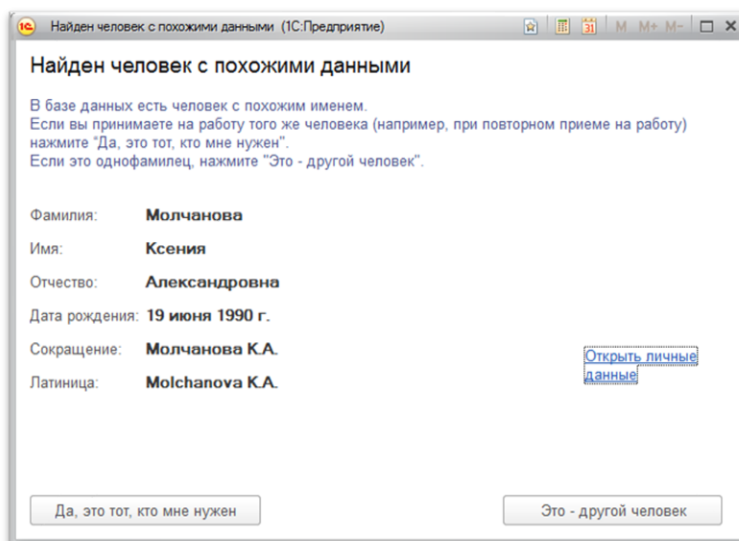 1С Найден человек с похожими данными (1С:Предприятие) 31 M M+ M-
Найден человек с похожими данными
В базе данных есть человек с похожим именем.
Если вы принимаете на работу того же человека (например, при повторном приеме на работу)
нажмите "Да, это тот, кто мне нужен".
Если это однофамилец, нажмите "Это - другой человек".
Фамилия: Молчанова
Имя: Ксения
Отчество: Александровна
Дата рождения: 19 июня 1990 г.
Сокращение: Молчанова К.А.
Открыть личные
данные
Латиница: Molchanova K.A.
Да, это тот, кто мне нужен
Это - другой человек